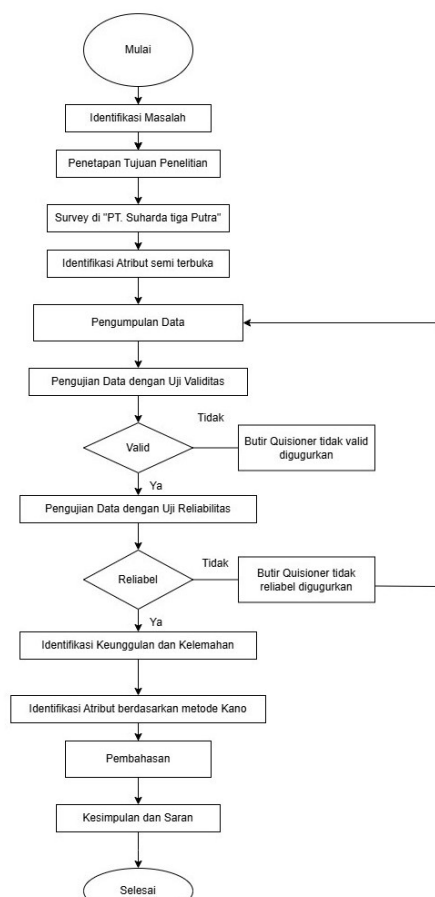 Mulai
Identifikasi Masalah
Penetapan Tujuan Penelitian
Survey di "PT. Suharda tiga Putra"
Identifikasi Atribut semi terbuka
Pengumpulan Data
Pengujian Data dengan Uji Validitas
Tidak
Valid
Butir Quisioner tidak valid
digugurkan
Ya
Pengujian Data dengan Uji Reliabilitas
Tidak
Reliabel
Butir Quisioner tidak
reliabel digugurkan
Ya
Identifikasi Keunggulan dan Kelemahan
Identifikasi Atribut berdasarkan metode Kano
Pembahasan
Kesimpulan dan Saran
Selesai